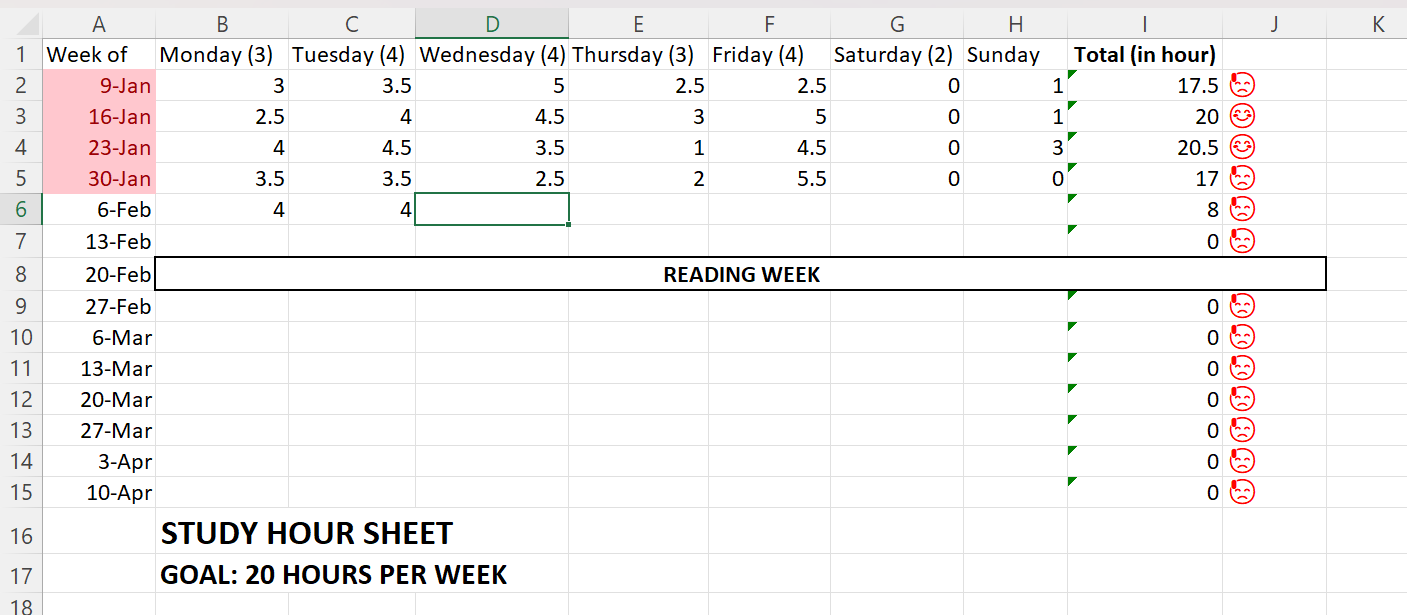 A B C D E F G H I J K
1 Week of Monday (3) Tuesday (4) Wednesday (4) Thursday (3) Friday (4) Saturday (2) Sunday Total (in hour)
2 9-Jan 3 3.5 5 2.5 2.5 0 1 17.5
3 16-Jan 2.5 4 4.5 3 5 0 1 20
4 23-Jan 4 4.5 3.5 1 4.5 0 3 20.5
5 30-Jan 3.5 3.5 2.5 2 5.5 0 0 17
6 6-Feb 4 4 8
7 13-Feb 0
8 20-Feb READING WEEK
9 27-Feb 0
10 6-Mar 0
11 13-Mar 0
12 20-Mar 0
13 27-Mar 0
14 3-Apr 0
15 10-Apr 0
16 STUDY HOUR SHEET
17 GOAL: 20 HOURS PER WEEK
18